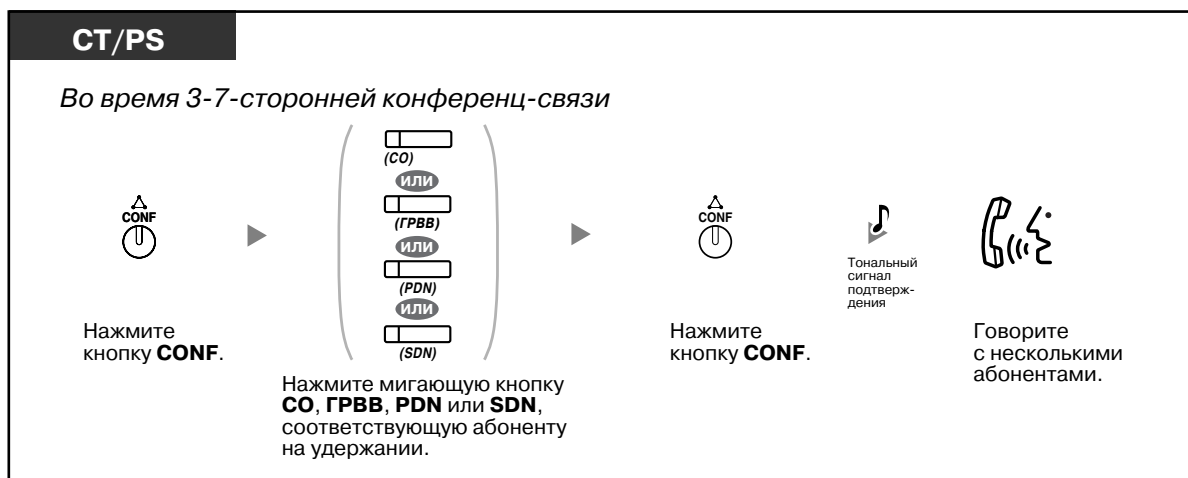 СТ/PS
Во время 3-7-сторонней конференц-связи
CONF
Нажмите
кнопку CONF.
(CO)
ИЛИ
(ГРВВ)
ИЛИ
(PDN)
ИЛИ
(SDN)
Нажмите мигающую кнопку
CO, ГРВВ, PDN или SDN,
соответствующую абоненту
на удержании.
CONF
Нажмите
кнопку CONF.
Тональный
сигнал
подтверж-
дения
Говорите
с несколькими
абонентами.